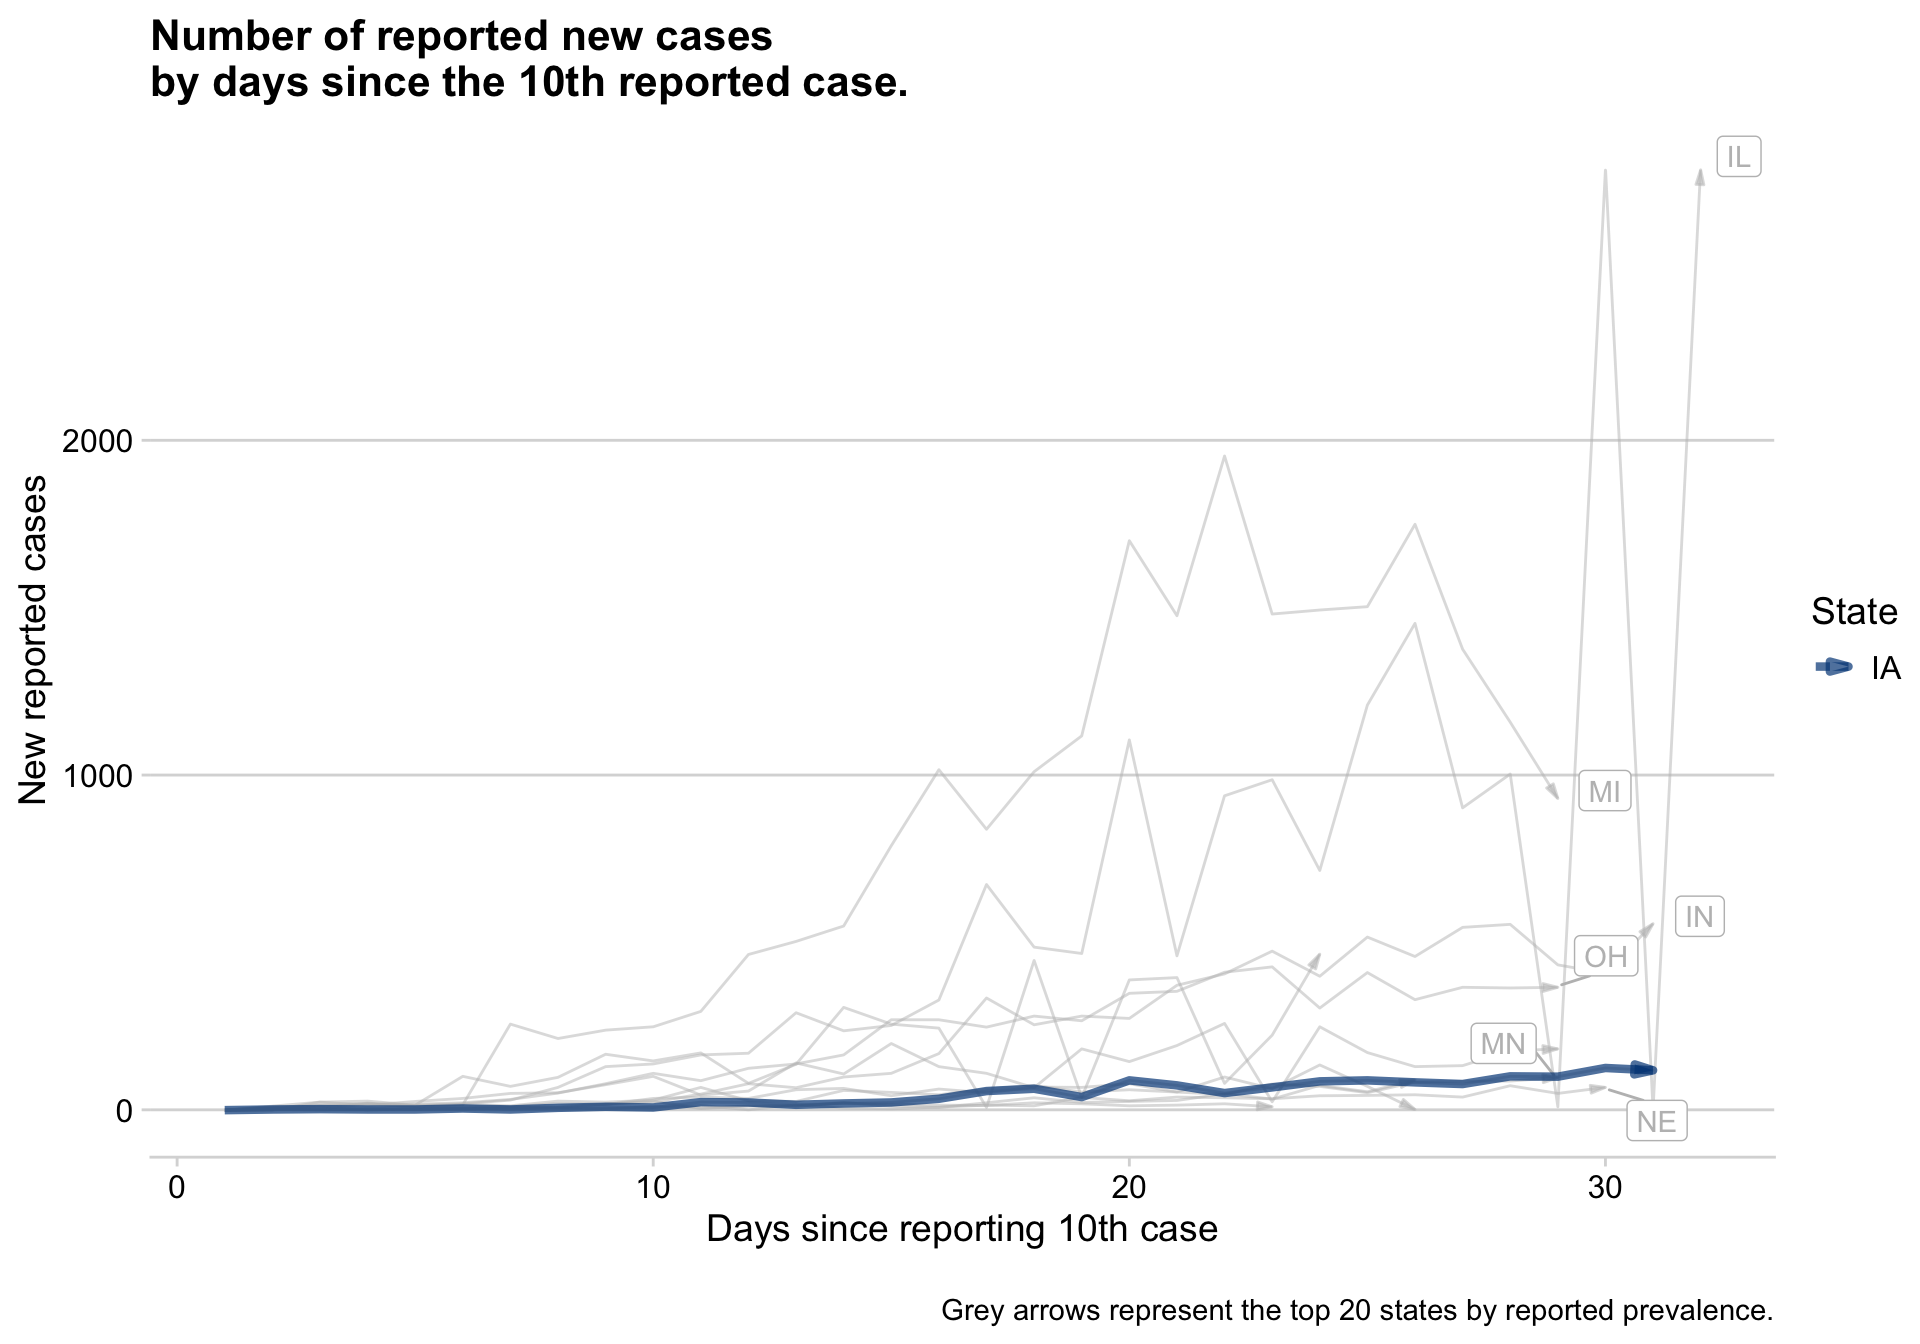 Number of reported new cases
by days since the 10th reported case.
IL
2000
New reported cases
State
IA
1000
MI
IN
OH
MN
0
NE
0 10 20 30
Days since reporting 10th case
Grey arrows represent the top 20 states by reported prevalence.